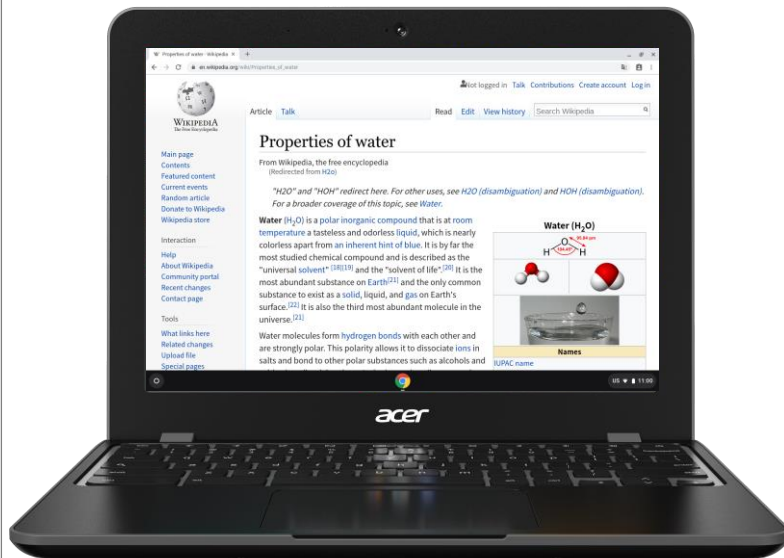 Properties of water - Wikipedia
en.wikipedia.org/wiki/Properties_of_water
Not logged in Talk Contributions Create account Log in
WIKIPEDIA
The Free Encyclopedia
Article Talk
Read Edit View history
Search Wikipedia
Main page
Contents
Featured content
Current events
Random article
Donate to Wikipedia
Wikipedia store
Interaction
Help
About Wikipedia
Community portal
Recent changes
Contact page
Tools
What links here
Related changes
Upload file
Special pages
Properties of water
From Wikipedia, the free encyclopedia
(Redirected from H2o)
"H2O" and "HOH" redirect here. For other uses, see H2O (disambiguation) and HOH (disambiguation).
For a broader coverage of this topic, see Water.
Water (H2O) is a polar inorganic compound that is at room
temperature a tasteless and odorless liquid, which is nearly
colorless apart from an inherent hint of blue. It is by far the
most studied chemical compound and is described as the
"universal solvent" [18][19] and the "solvent of life".[20] It is the
most abundant substance on Earth[21] and the only common
substance to exist as a solid, liquid, and gas on Earth's
surface.[22] It is also the third most abundant molecule in the
universe.[21]
Water molecules form hydrogen bonds with each other and
are strongly polar. This polarity allows it to dissociate ions in
salts and bond to other polar substances such as alcohols and
Water (H2O)
O
H H
Names
IUPAC name
US 11:00
acer